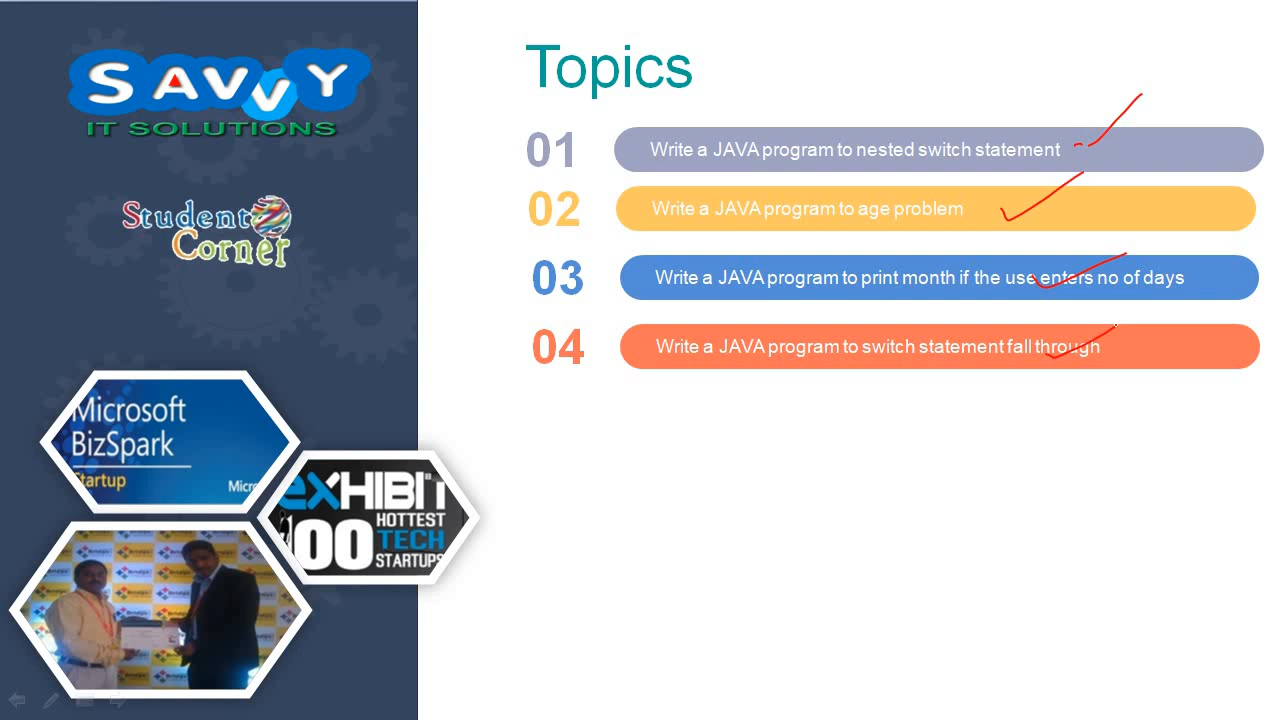 SAVVY
IT SOLUTIONS
Student
Corner
Microsoft
BizSpark
Startup
Micr
EXHIBIT
100
HOTTEST
TECH
STARTUPS
Topics
01 Write a JAVA program to nested switch statement
02 Write a JAVA program to age problem
03 Write a JAVA program to print month if the use enters no of days
04 Write a JAVA program to switch statement fall through